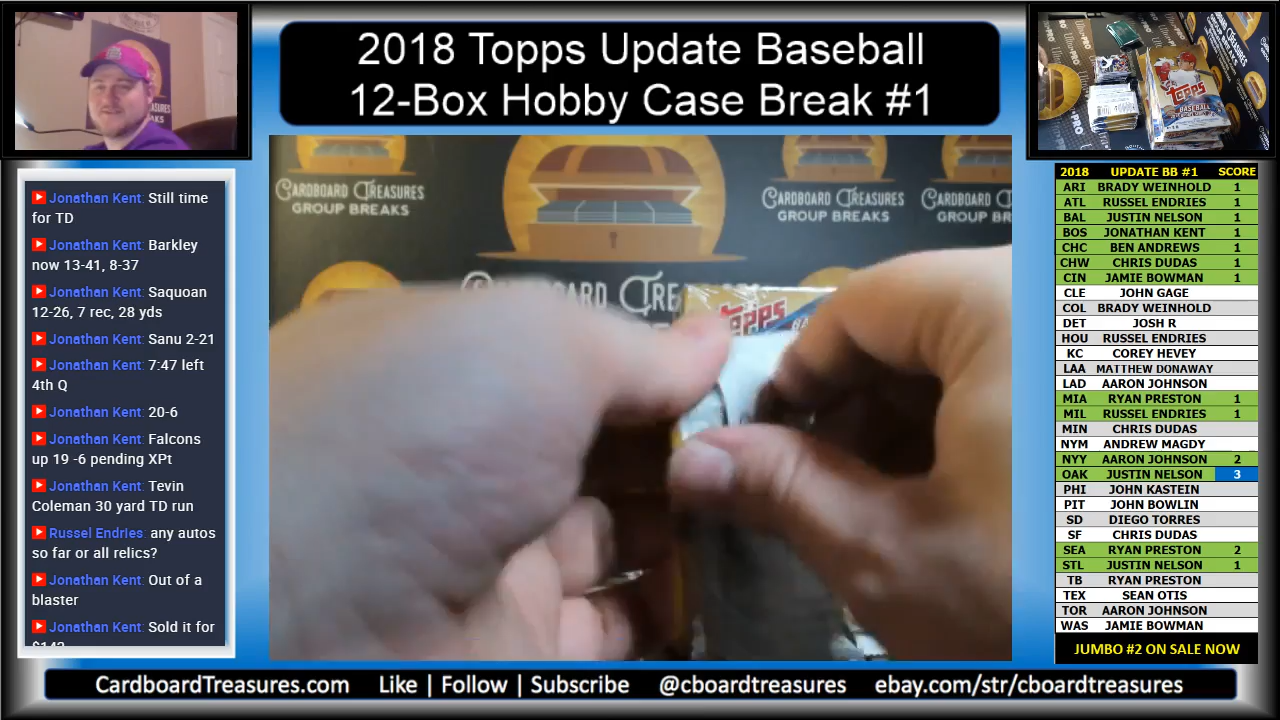 2018 Topps Update Baseball
12-Box Hobby Case Break #1
Jonathan Kent: Still time
for TD
Jonathan Kent: Barkley
now 13-41, 8-37
Jonathan Kent: Saquoan
12-26, 7 rec, 28 yds
Jonathan Kent: Sanu 2-21
Jonathan Kent: 7:47 left
4th Q
Jonathan Kent: 20-6
Jonathan Kent: Falcons
up 19 -6 pending XPt
Jonathan Kent: Tevin
Coleman 30 yard TD run
Russel Endries: any autos
so far or all relics?
Jonathan Kent: Out of a
blaster
Jonathan Kent: Sold it for
CARDBOARD TREASURES
GROUP BREAKS
CARDBOARD TREASURES
GROUP BREAKS
CARDBOARD
GROUP BREAKS
TOPPS
TOPPS
BASEBALL
2018 UPDATE BB #1 SCORE
ARI BRADY WEINHOLD 1
ATL RUSSEL ENDRIES 1
BAL JUSTIN NELSON 1
BOS JONATHAN KENT 1
CHC BEN ANDREWS 1
CHW CHRIS DUDAS 1
CIN JAMIE BOWMAN 1
CLE JOHN GAGE
COL BRADY WEINHOLD
DET JOSH R
HOU RUSSEL ENDRIES
KC COREY HEVEY
LAA MATTHEW DONAWAY
LAD AARON JOHNSON
MIA RYAN PRESTON 1
MIL RUSSEL ENDRIES 1
MIN CHRIS DUDAS
NYM ANDREW MAGDY
NYY AARON JOHNSON 2
OAK JUSTIN NELSON 3
PHI JOHN KASTEIN
PIT JOHN BOWLIN
SD DIEGO TORRES
SF CHRIS DUDAS
SEA RYAN PRESTON 2
STL JUSTIN NELSON 1
TB RYAN PRESTON
TEX SEAN OTIS
TOR AARON JOHNSON
WAS JAMIE BOWMAN
JUMBO #2 ON SALE NOW
CardboardTreasures.com Like | Follow | Subscribe @cboardtreasures ebay.com/str/cboardtreasures